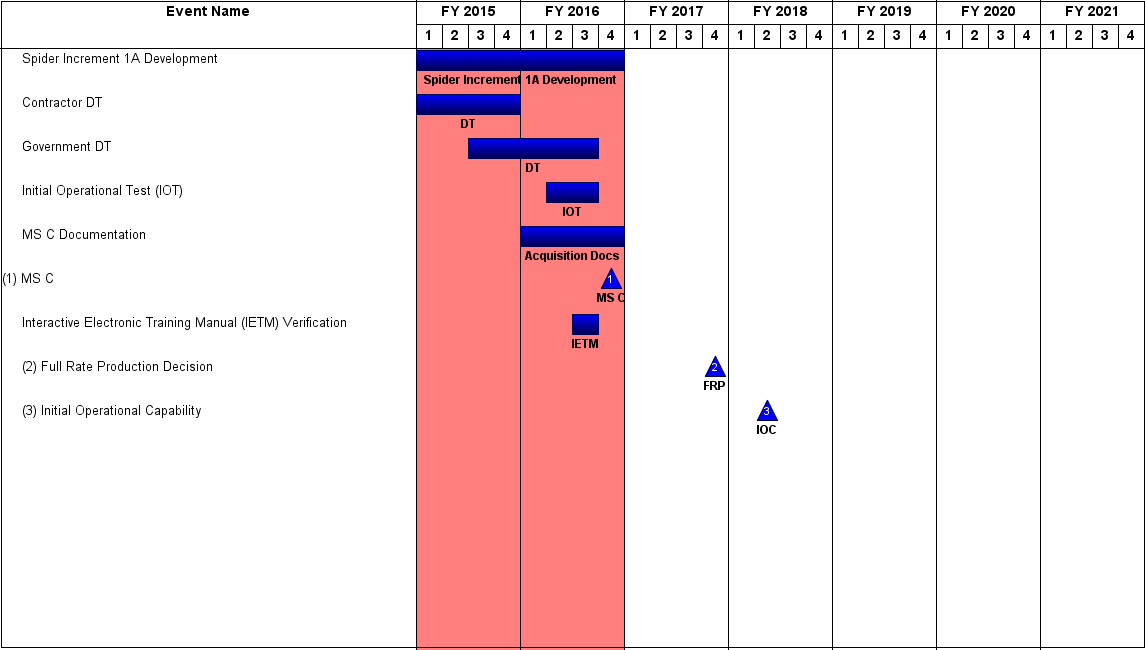 Event Name FY 2015 FY 2016 FY 2017 FY 2018 FY 2019 FY 2020 FY 2021
1 2 3 4 1 2 3 4 1 2 3 4 1 2 3 4 1 2 3 4 1 2 3 4 1 2 3 4
Spider Increment 1A Development
Spider Increment 1A Development
Contractor DT
DT
Government DT
DT
Initial Operational Test (IOT)
IOT
MS C Documentation
Acquisition Docs
(1) MS C 1
MS C
Interactive Electronic Training Manual (IETM) Verification
IETM
(2) Full Rate Production Decision 2
FRP
(3) Initial Operational Capability 3
IOC